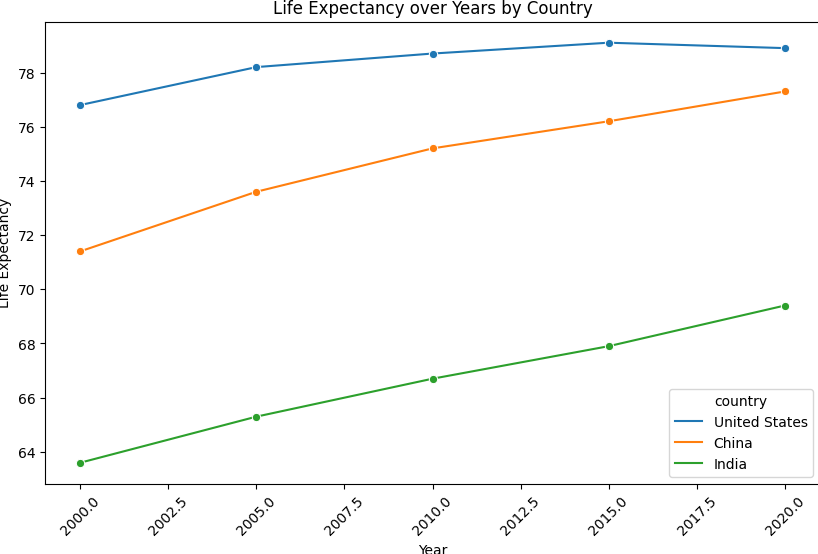 Life Expectancy over Years by Country
Life Expectancy
78
76
74
72
70
68
66
64
2000.0
2002.5
2005.0
2007.5
2010.0
2012.5
2015.0
2017.5
2020.0
Year
country
United States
China
India